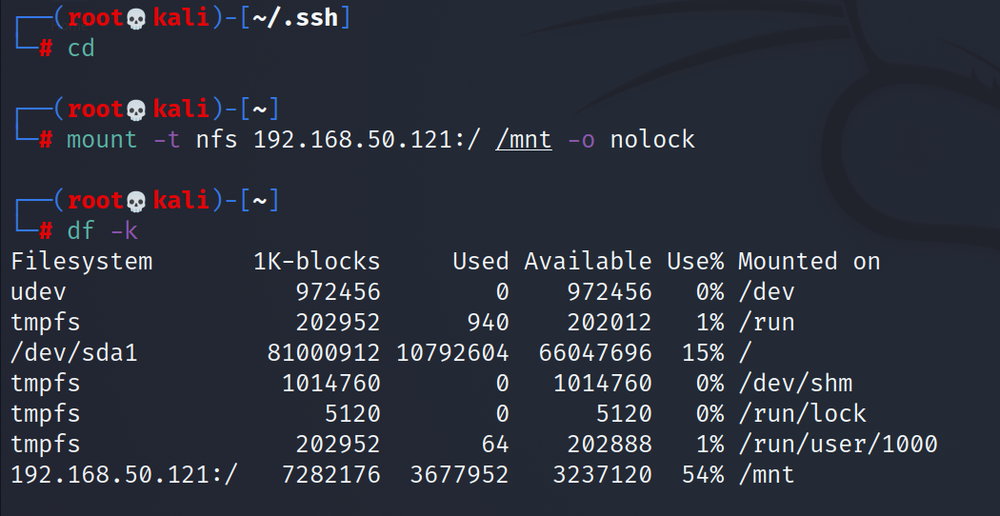 ┌──(root💀kali)-[~/.ssh]
└─# cd
┌──(root💀kali)-[~]
└─# mount -t nfs 192.168.50.121:/ /mnt -o nolock
┌──(root💀kali)-[~]
└─# df -k
Filesystem       1K-blocks     Used Available Use% Mounted on
udev                972456        0    972456   0% /dev
tmpfs               202952      940    202012   1% /run
/dev/sda1         81000912 10792604  66047696  15% /
tmpfs              1014760        0   1014760   0% /dev/shm
tmpfs                 5120        0      5120   0% /run/lock
tmpfs               202952       64    202888   1% /run/user/1000
192.168.50.121:/   7282176  3677952   3237120  54% /mnt